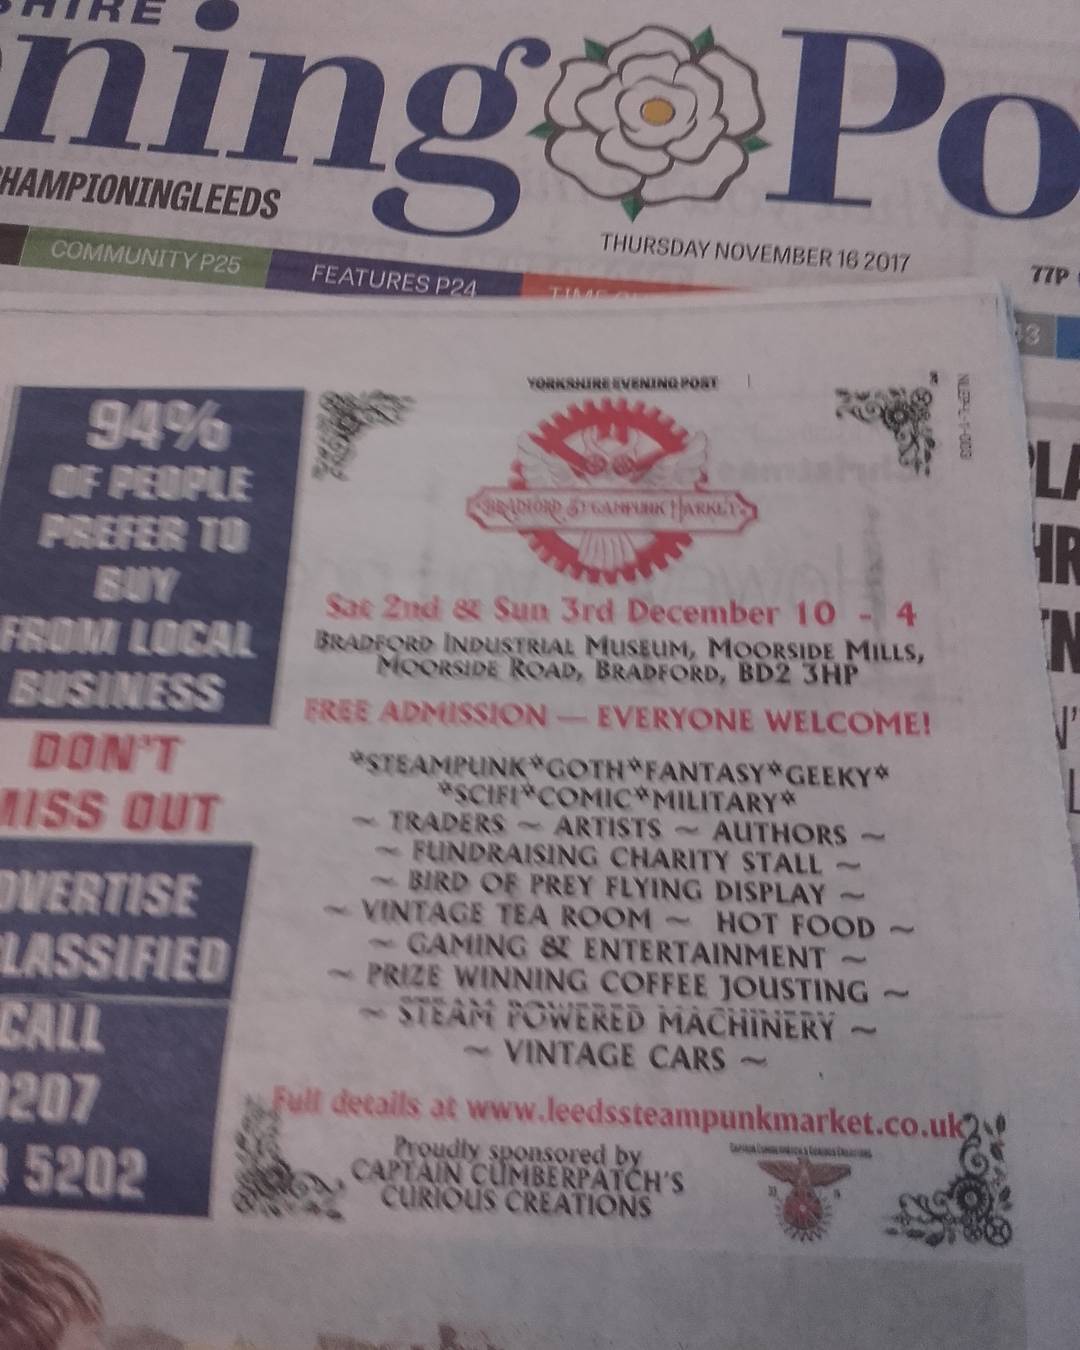 SHIRE
ning Po
HAMPIONINGLEEDS
THURSDAY NOVEMBER 16 2017
77P
COMMUNITY P25
FEATURES P24
YORKSHIRE EVENING POST
94%
OF PEOPLE
PREFER TO
BUY
FROM LOCAL
BUSINESS
DON'T
MISS OUT
DVERTISE
LASSIFIED
CALL
0207
5202
BRADFORD STEAMPUNK MARKET
Sat 2nd & Sun 3rd December 10 - 4
BRADFORD INDUSTRIAL MUSEUM, MOORSIDE MILLS,
MOORSIDE ROAD, BRADFORD, BD2 3HP
FREE ADMISSION — EVERYONE WELCOME!
*STEAMPUNK*GOTH*FANTASY*GEEKY*
*SCIFI*COMIC*MILITARY*
~ TRADERS ~ ARTISTS ~ AUTHORS ~
~ FUNDRAISING CHARITY STALL ~
~ BIRD OF PREY FLYING DISPLAY ~
~ VINTAGE TEA ROOM ~ HOT FOOD ~
~ GAMING & ENTERTAINMENT ~
~ PRIZE WINNING COFFEE JOUSTING ~
~ STEAM POWERED MACHINERY ~
~ VINTAGE CARS ~
Full details at www.leedssteampunkmarket.co.uk
Proudly sponsored by
CAPTAIN CUMBERPATCH'S
CURIOUS CREATIONS